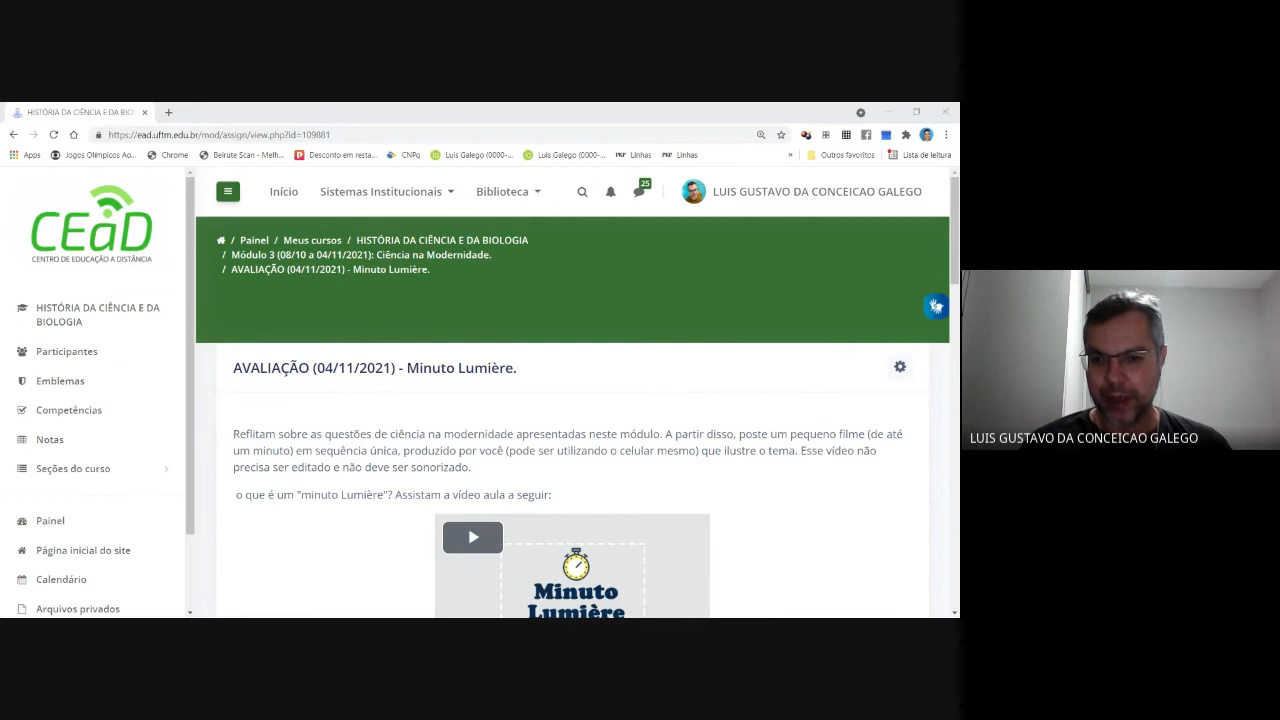 HISTÓRIA DA CIÊNCIA E DA BIO
https://ead.uftm.edu.br/mod/assign/view.php?id=109881
Apps
Jogos Olímpicos Ao...
Chrome
Beirute Scan - Melh...
Desconto em resta...
CNPq
Luis Galego (0000-...
Luis Galego (0000-...
PKP Linhas
PKP Linhas
»
Outros favoritos
Lista de leitura
CEaD
CENTRO DE EDUCAÇÃO A DISTÂNCIA
Início
Sistemas Institucionais
Biblioteca
25
LUIS GUSTAVO DA CONCEICAO GALEGO
/ Painel / Meus cursos / HISTÓRIA DA CIÊNCIA E DA BIOLOGIA
/ Módulo 3 (08/10 a 04/11/2021): Ciência na Modernidade.
/ AVALIAÇÃO (04/11/2021) - Minuto Lumière.
HISTÓRIA DA CIÊNCIA E DA
BIOLOGIA
Participantes
Emblemas
Competências
Notas
Seções do curso
Painel
Página inicial do site
Calendário
Arquivos privados
AVALIAÇÃO (04/11/2021) - Minuto Lumière.
Reflitam sobre as questões de ciência na modernidade apresentadas neste módulo. A partir disso, poste um pequeno filme (de até
um minuto) em sequência única, produzido por você (pode ser utilizando o celular mesmo) que ilustre o tema. Esse vídeo não
precisa ser editado e não deve ser sonorizado.
o que é um "minuto Lumière"? Assistam a vídeo aula a seguir:
Minuto
Lumière
LUIS GUSTAVO DA CONCEICAO GALEGO